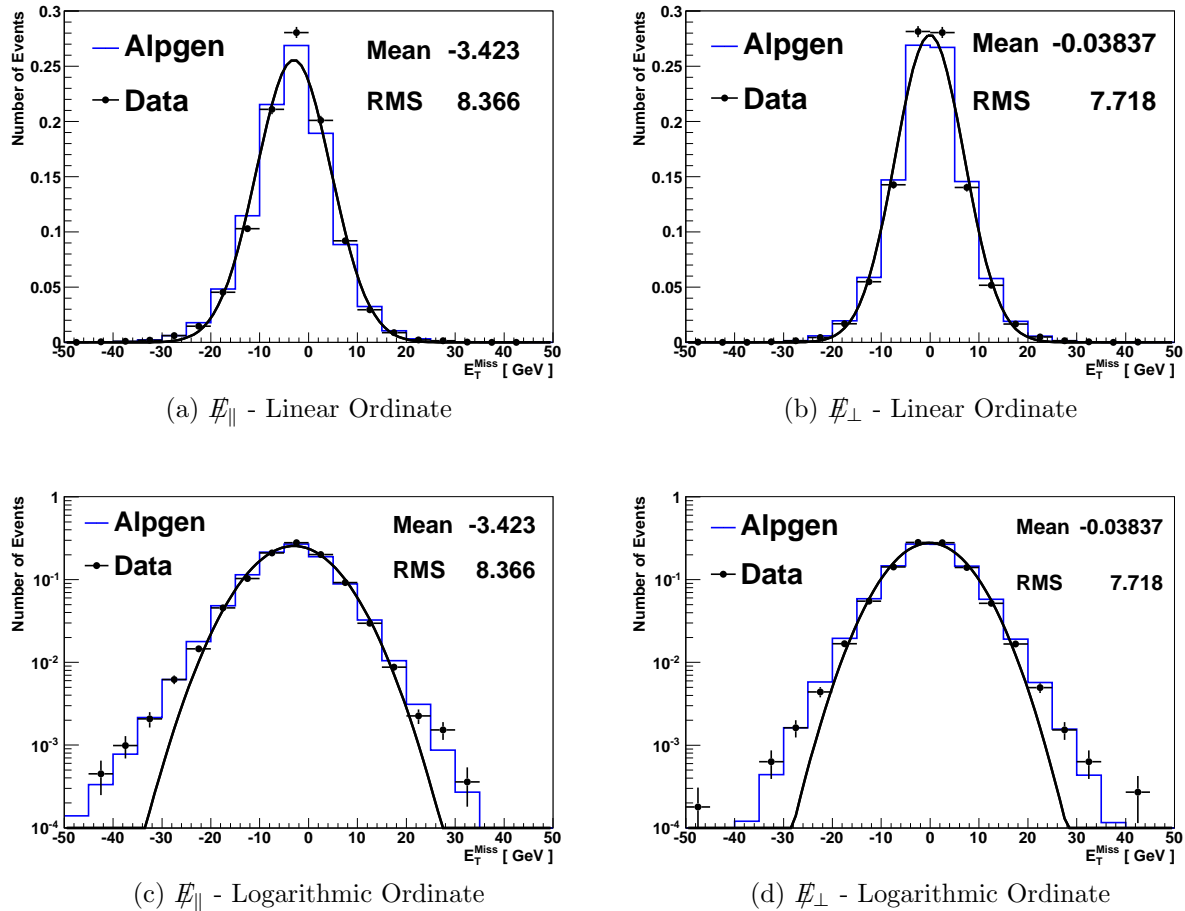 Number of Events
0.3
0.25
0.2
0.15
0.1
0.05
0
Alpgen
Data
Mean -3.423
RMS 8.366
-50 -40 -30 -20 -10 0 10 20 30 40 50
E_T^Miss [ GeV ]
(a) E̸∥ - Linear Ordinate
Number of Events
0.3
0.25
0.2
0.15
0.1
0.05
0
Alpgen
Data
Mean -0.03837
RMS 7.718
-50 -40 -30 -20 -10 0 10 20 30 40 50
E_T^Miss [ GeV ]
(b) E̸⊥ - Linear Ordinate
Number of Events
1
10^-1
10^-2
10^-3
10^-4
Alpgen
Data
Mean -3.423
RMS 8.366
-50 -40 -30 -20 -10 0 10 20 30 40 50
E_T^Miss [ GeV ]
(c) E̸∥ - Logarithmic Ordinate
Number of Events
1
10^-1
10^-2
10^-3
10^-4
Alpgen
Data
Mean -0.03837
RMS 7.718
-50 -40 -30 -20 -10 0 10 20 30 40 50
E_T^Miss [ GeV ]
(d) E̸⊥ - Logarithmic Ordinate